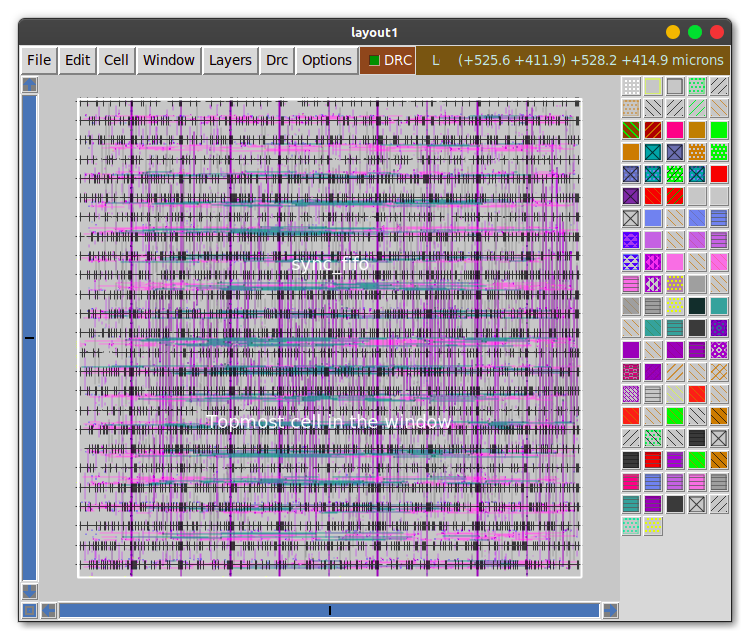 layout1
File Edit Cell Window Layers Drc Options DRC L (+525.6 +411.9) +528.2 +414.9 microns
sync_fifo
Topmost cell in the window